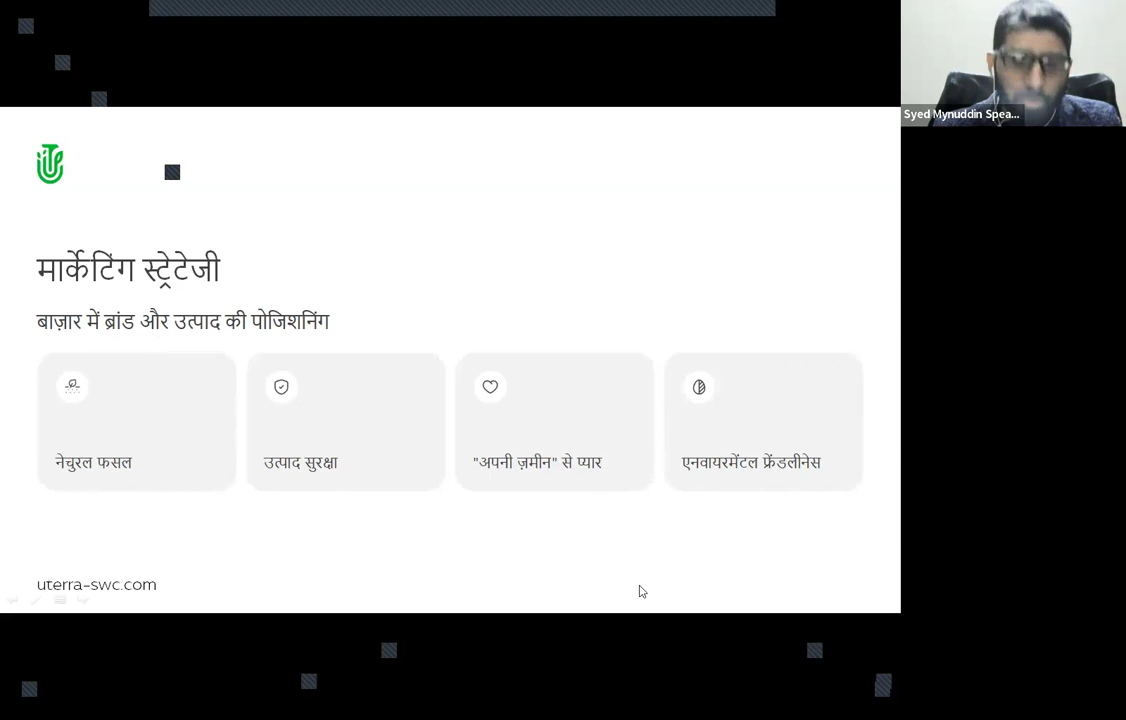 Syed Mynuddin Spea...
मार्केटिंग स्ट्रेटेजी
बाज़ार में ब्रांड और उत्पाद की पोजिशनिंग
नेचुरल फसल
उत्पाद सुरक्षा
"अपनी ज़मीन" से प्यार
एनवायरमेंटल फ्रेंडलीनेस
uterra-swc.com